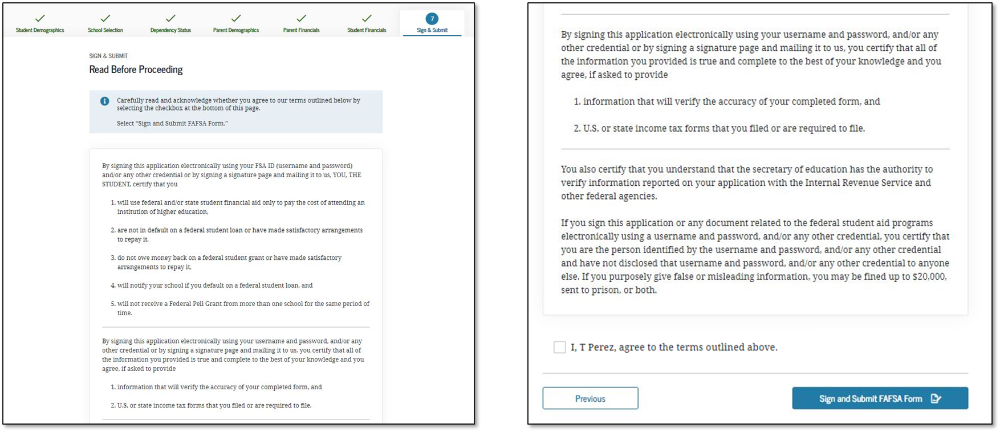 Student Demographics
School Selection
Dependency Status
Parent Demographics
Parent Financials
Student Financials
7
Sign & Submit
SIGN & SUBMIT
Read Before Proceeding
Carefully read and acknowledge whether you agree to our terms outlined below by
selecting the checkbox at the bottom of this page.
Select “Sign and Submit FAFSA Form.”
By signing this application electronically using your FSA ID (username and password)
and/or any other credential or by signing a signature page and mailing it to us, YOU, THE
STUDENT, certify that you
1. will use federal and/or state student financial aid only to pay the cost of attending an
institution of higher education,
2. are not in default on a federal student loan or have made satisfactory arrangements
to repay it,
3. do not owe money back on a federal student grant or have made satisfactory
arrangements to repay it,
4. will notify your school if you default on a federal student loan, and
5. will not receive a Federal Pell Grant from more than one school for the same period of
time.
By signing this application electronically using your username and password, and/or any
other credential or by signing a signature page and mailing it to us, you certify that all of
the information you provided is true and complete to the best of your knowledge and you
agree, if asked to provide
1. information that will verify the accuracy of your completed form, and
2. U.S. or state income tax forms that you filed or are required to file.
By signing this application electronically using your username and password, and/or any
other credential or by signing a signature page and mailing it to us, you certify that all of
the information you provided is true and complete to the best of your knowledge and you
agree, if asked to provide
1. information that will verify the accuracy of your completed form, and
2. U.S. or state income tax forms that you filed or are required to file.
You also certify that you understand that the secretary of education has the authority to
verify information reported on your application with the Internal Revenue Service and
other federal agencies.
If you sign this application or any document related to the federal student aid programs
electronically using a username and password, and/or any other credential, you certify that
you are the person identified by the username and password, and/or any other credential
and have not disclosed that username and password, and/or any other credential to anyone
else. If you purposely give false or misleading information, you may be fined up to $20,000,
sent to prison, or both.
I, T Perez, agree to the terms outlined above.
Previous
Sign and Submit FAFSA Form